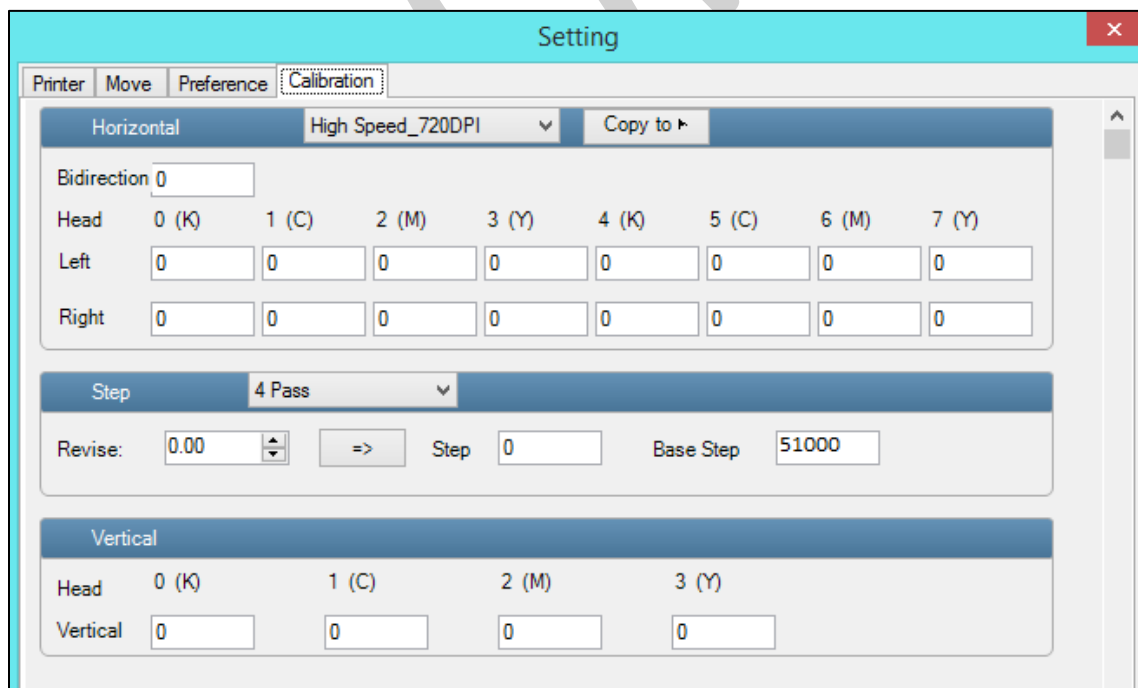 Setting
Printer Move Preference Calibration
Horizontal High Speed_720DPI Copy to
Bidirection 0
Head 0 (K) 1 (C) 2 (M) 3 (Y) 4 (K) 5 (C) 6 (M) 7 (Y)
Left 0 0 0 0 0 0 0 0
Right 0 0 0 0 0 0 0 0
Step 4 Pass
Revise: 0.00 => Step 0 Base Step 51000
Vertical
Head 0 (K) 1 (C) 2 (M) 3 (Y)
Vertical 0 0 0 0